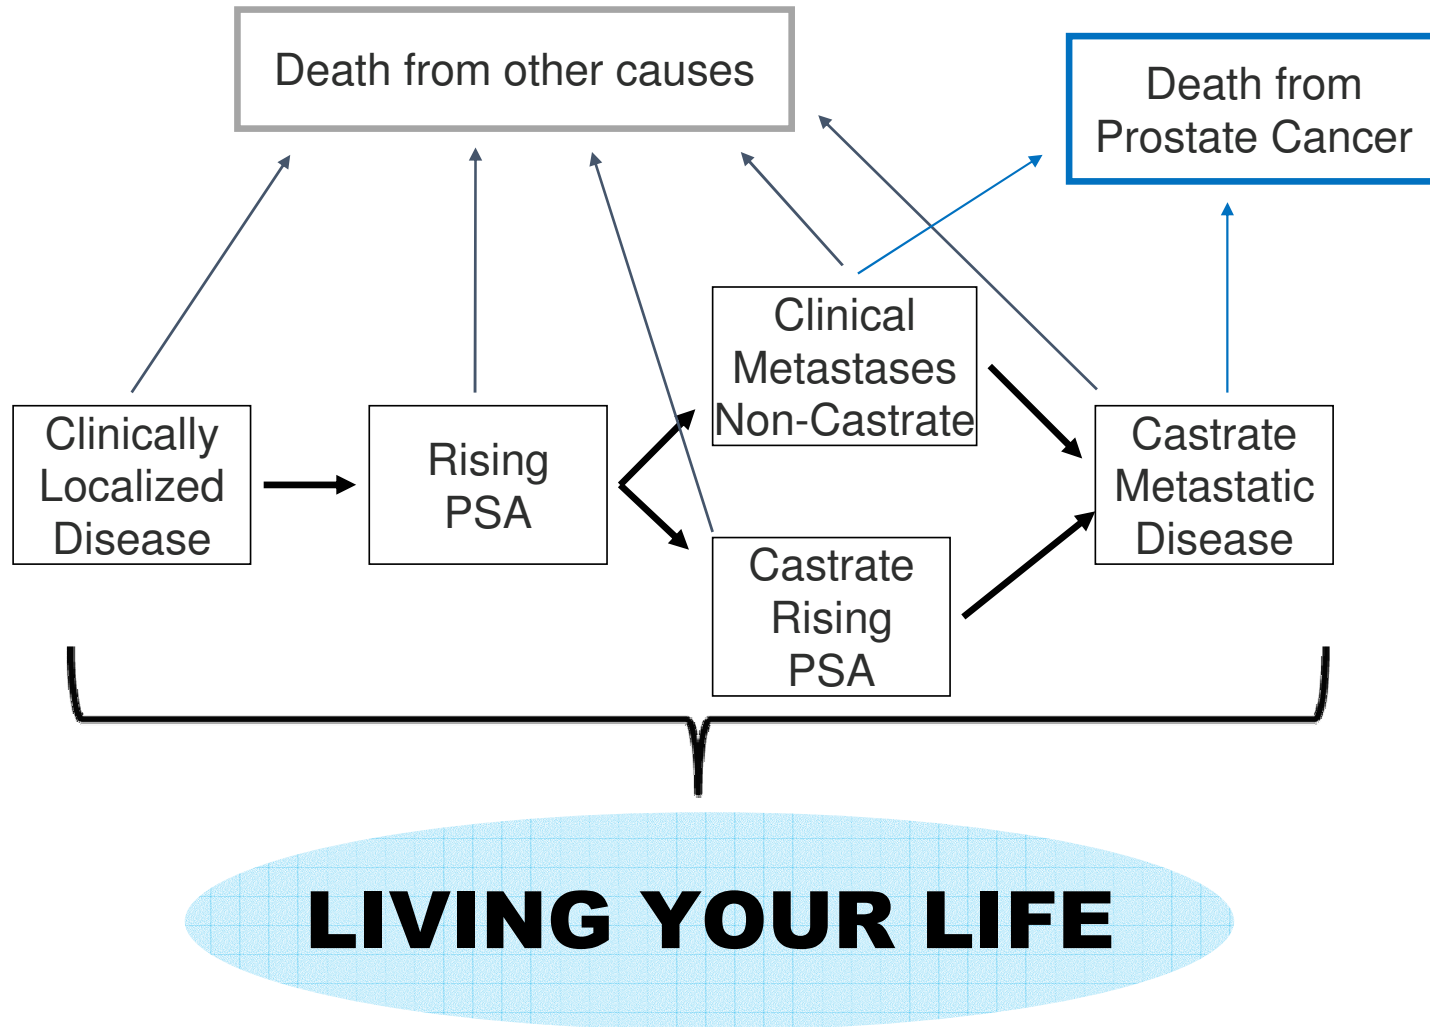 Death from other causes
Death from
Prostate Cancer
Clinical
Metastases
Non-Castrate
Clinically
Localized
Disease
Rising
PSA
Castrate
Metastatic
Disease
Castrate
Rising
PSA
LIVING YOUR LIFE